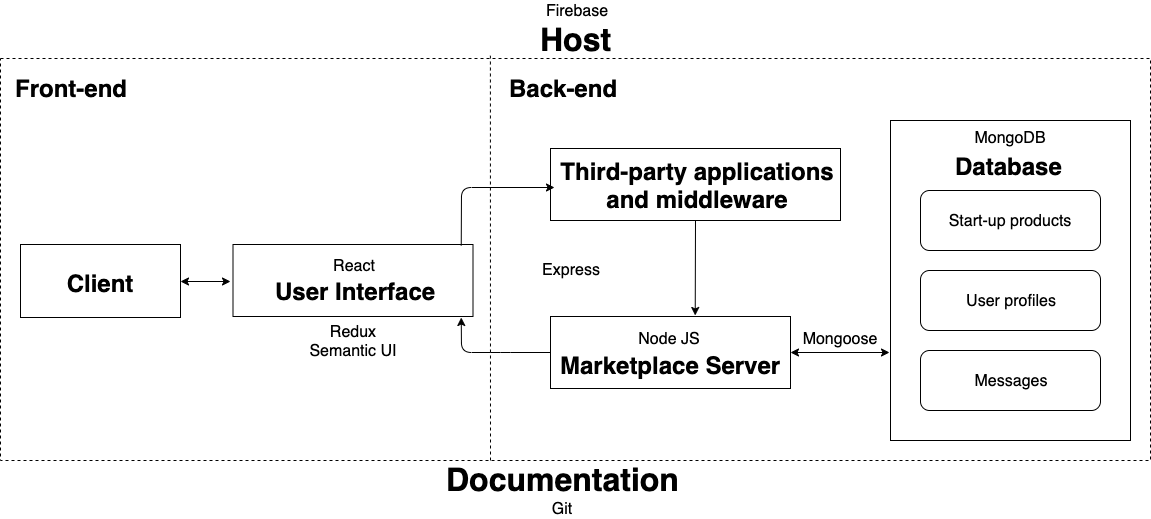 Firebase
Host
Front-end
Back-end
Third-party applications
and middleware
MongoDB
Database
Start-up products
User profiles
Messages
Client
React
User Interface
Redux
Semantic UI
Express
Node JS
Marketplace Server
Mongoose
Documentation
Git